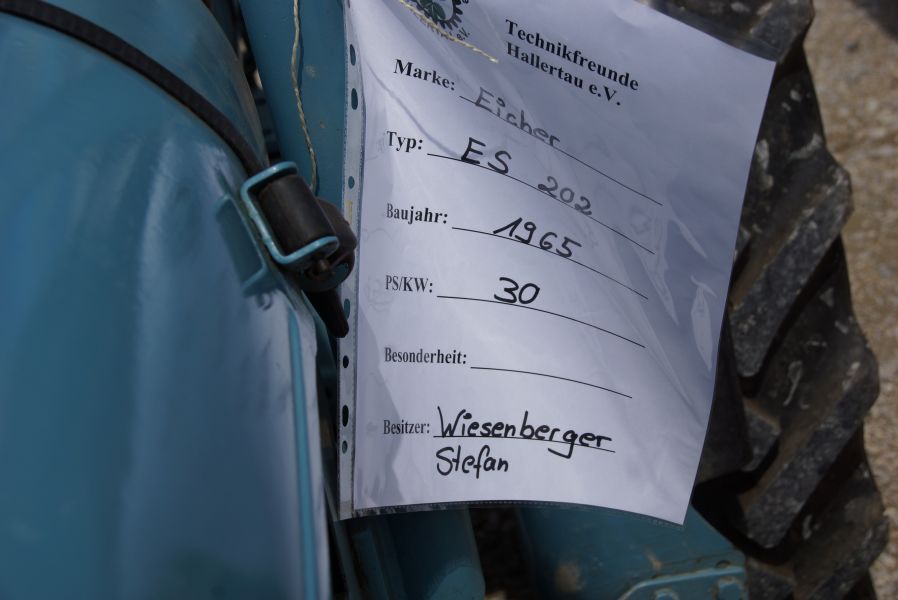 e.V.
Technikfreunde
Hallertau e.V.
Marke: Eicher
Typ: ES 202
Baujahr: 1965
PS/KW: 30
Besonderheit:
Besitzer: Wiesenberger
Stefan